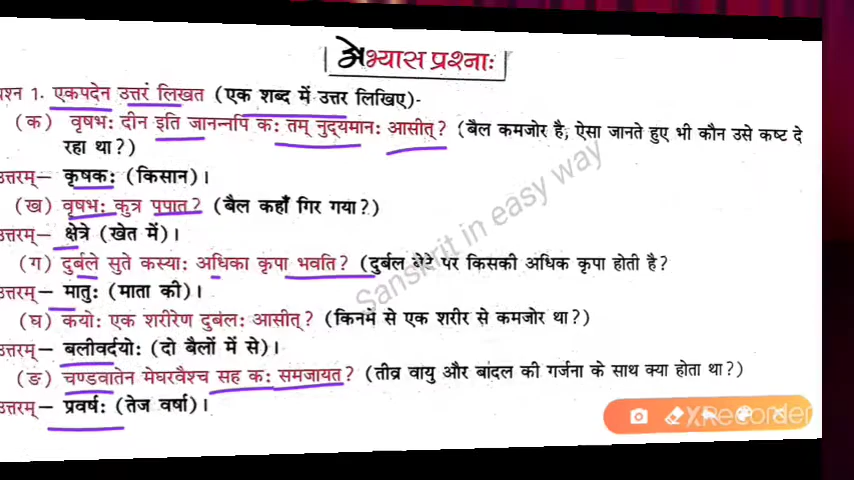 अभ्यास प्रश्नाः
प्रश्न 1. एकपदेन उत्तरं लिखत (एक शब्द में उत्तर लिखिए)-
(क) वृषभः दीन इति जानन्नपि कः तम् नुद्यमानः आसीत्? (बैल कमजोर है, ऐसा जानते हुए भी कौन उसे कष्ट दे
रहा था?)
उत्तरम्– कृषकः (किसान)।
(ख) वृषभः कुत्र पपात? (बैल कहाँ गिर गया?)
उत्तरम्– क्षेत्रे (खेत में)।
(ग) दुर्बले सुते कस्याः अधिका कृपा भवति? (दुर्बल बेटे पर किसकी अधिक कृपा होती है?
उत्तरम्– मातुः (माता की)।
(घ) कयोः एक शरीरेण दुर्बलः आसीत्? (किनमें से एक शरीर से कमजोर था?)
उत्तरम्– बलीवर्दयोः (दो बैलों में से)।
(ङ) चण्डवातेन मेघरवैश्च सह कः समजायत? (तीव्र वायु और बादल की गर्जना के साथ क्या होता था?)
उत्तरम्– प्रवर्षः (तेज वर्षा)।
Sanskrit in easy way
XRecorder